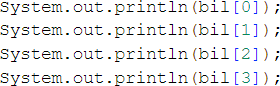 System.out.println(bil[0]);
System.out.println(bil[1]);
System.out.println(bil[2]);
System.out.println(bil[3]);